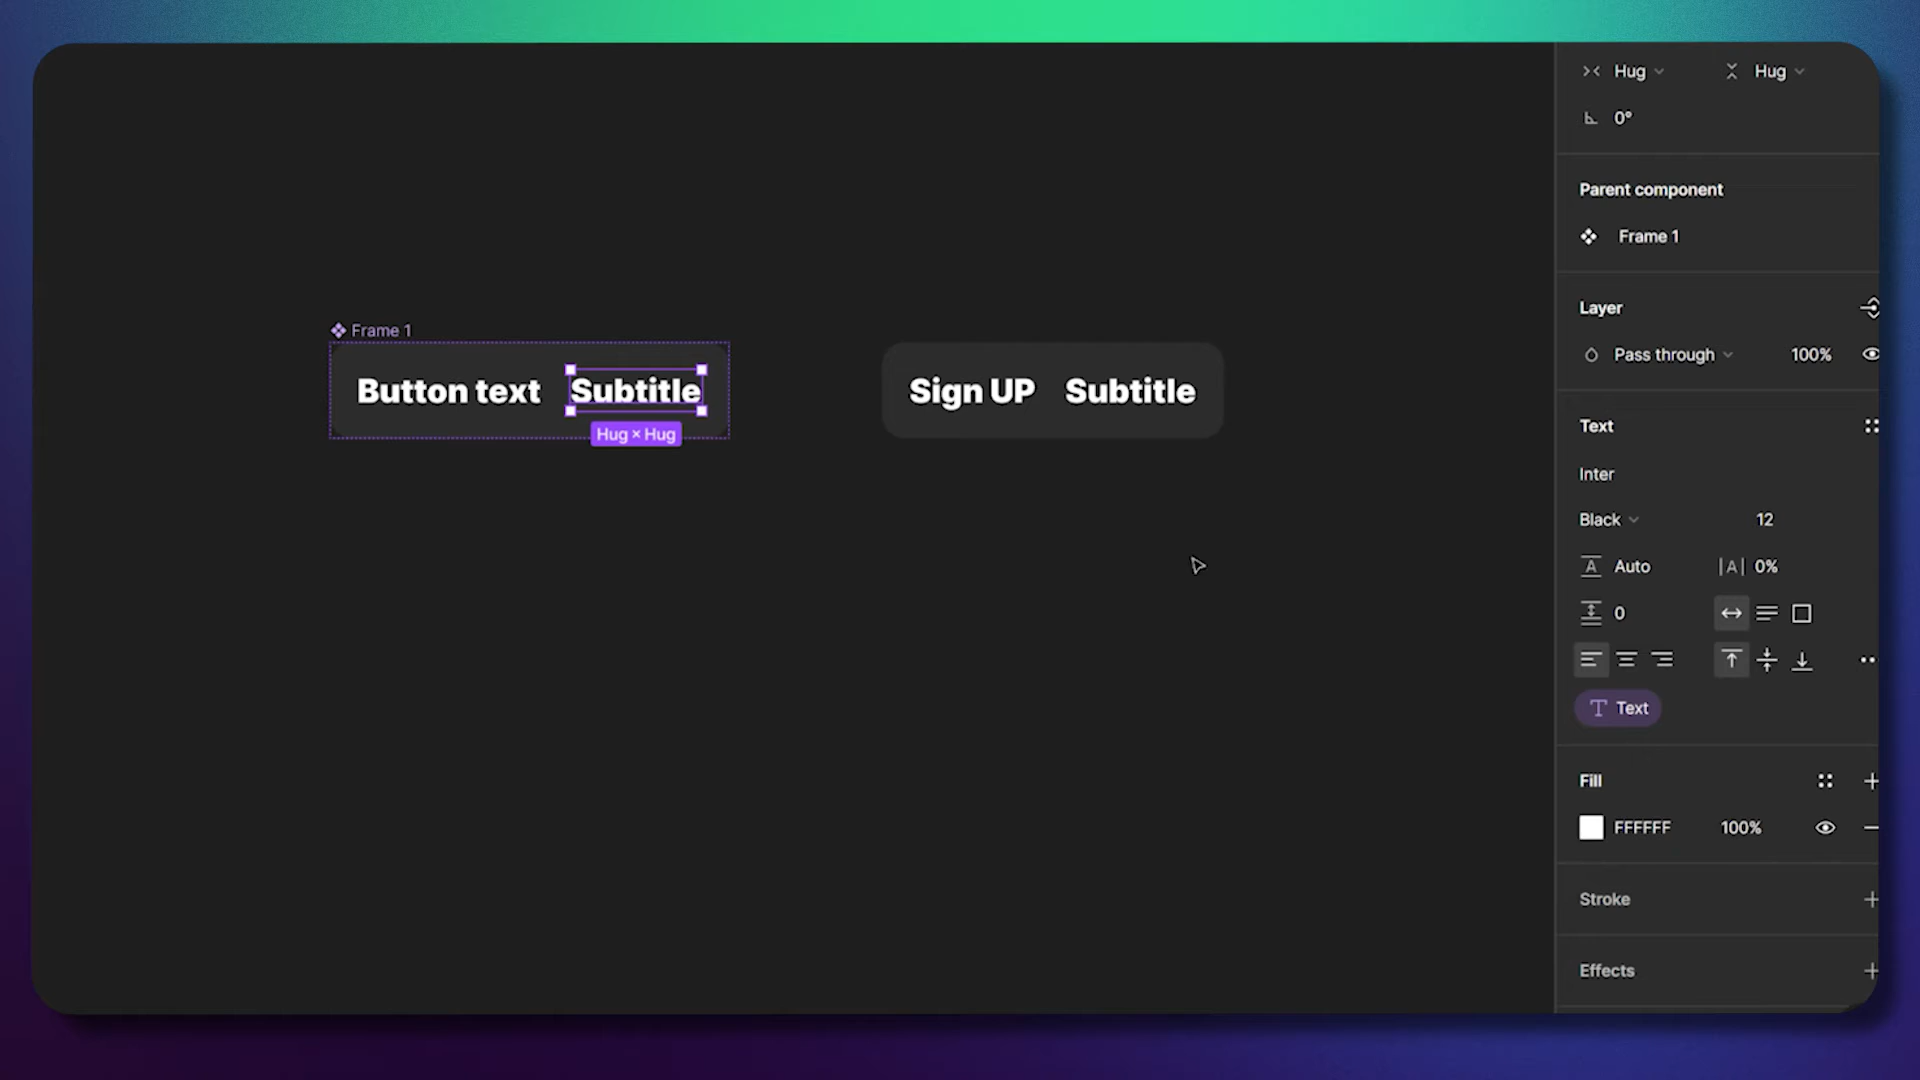 Frame 1
Button text Subtitle
Hug × Hug
Sign UP Subtitle
Hug Hug
0°
Parent component
Frame 1
Layer
Pass through 100%
Text
Inter
Black 12
Auto 0%
0
Text
Fill
FFFFFF 100%
Stroke
Effects